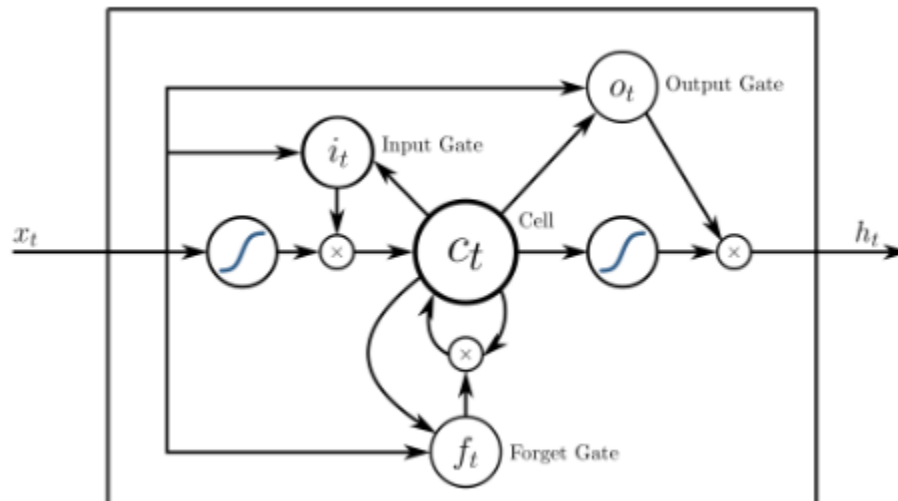 o_t Output Gate
i_t Input Gate
x_t
Cell
c_t
h_t
×
×
×
f_t Forget Gate